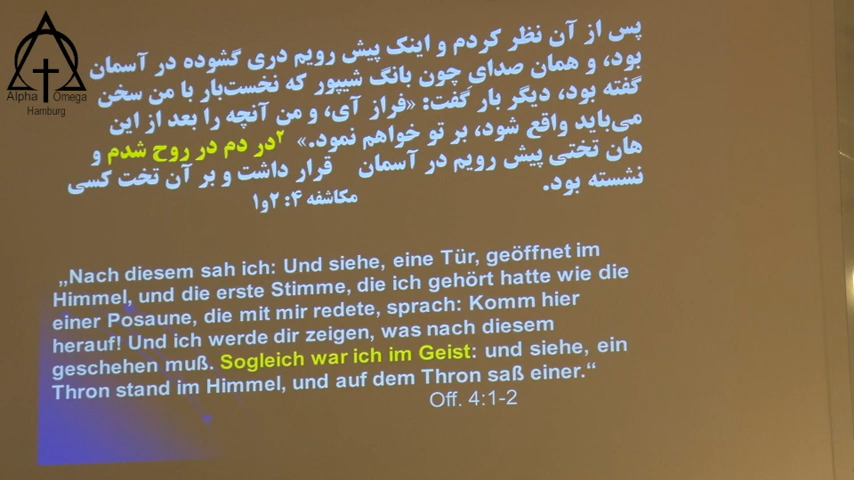 Alpha Omega
Hamburg
پس از آن نظر کردم و اینک پیش رویم دری گشوده در آسمان
بود، و همان صدای چون بانگ شیپور که نخست‌بار با من سخن
گفته بود، دیگر بار گفت: «فراز آی، و من آنچه را بعد از این
می‌باید واقع شود، بر تو خواهم نمود.» ۲در دم در روح شدم و
هان تختی پیش رویم در آسمان قرار داشت و بر آن تخت کسی
نشسته بود.
مکاشفه ۴: ۱و۲
„Nach diesem sah ich: Und siehe, eine Tür, geöffnet im
Himmel, und die erste Stimme, die ich gehört hatte wie die
einer Posaune, die mit mir redete, sprach: Komm hier
herauf! Und ich werde dir zeigen, was nach diesem
geschehen muß. Sogleich war ich im Geist: und siehe, ein
Thron stand im Himmel, und auf dem Thron saß einer.“
Off. 4:1-2